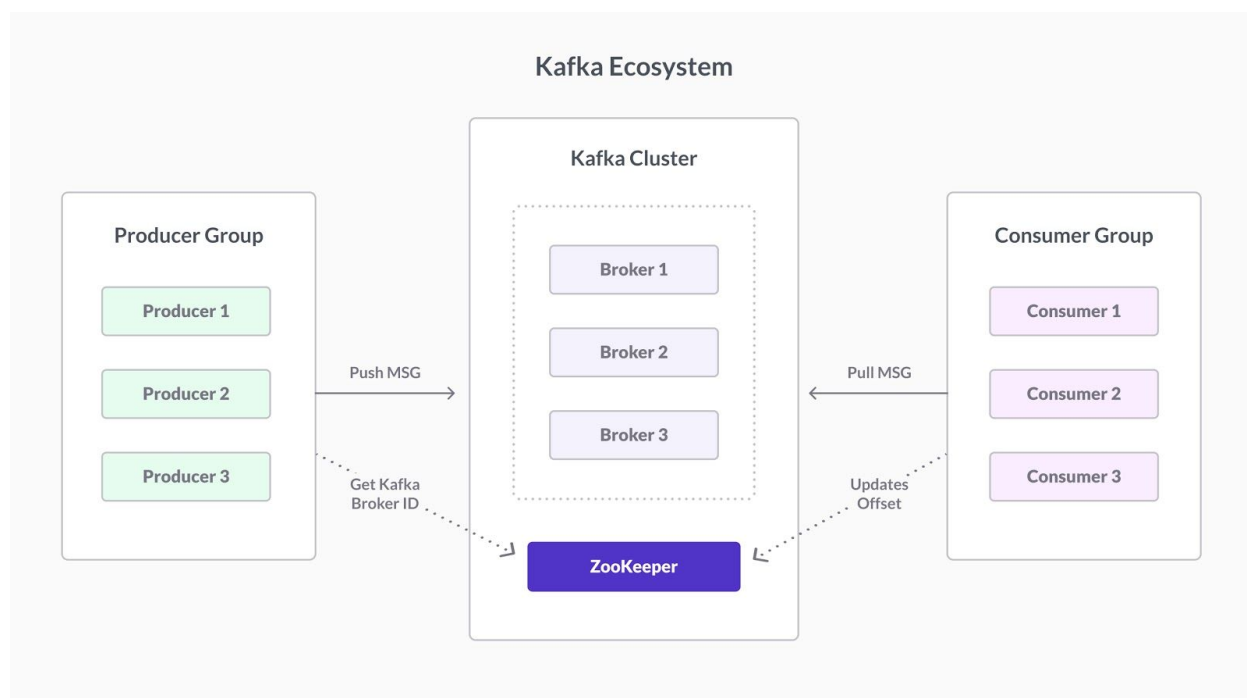 Kafka Ecosystem
Producer Group
Producer 1
Producer 2
Producer 3
Push MSG
Get Kafka
Broker ID
Kafka Cluster
Broker 1
Broker 2
Broker 3
ZooKeeper
Pull MSG
Updates
Offset
Consumer Group
Consumer 1
Consumer 2
Consumer 3